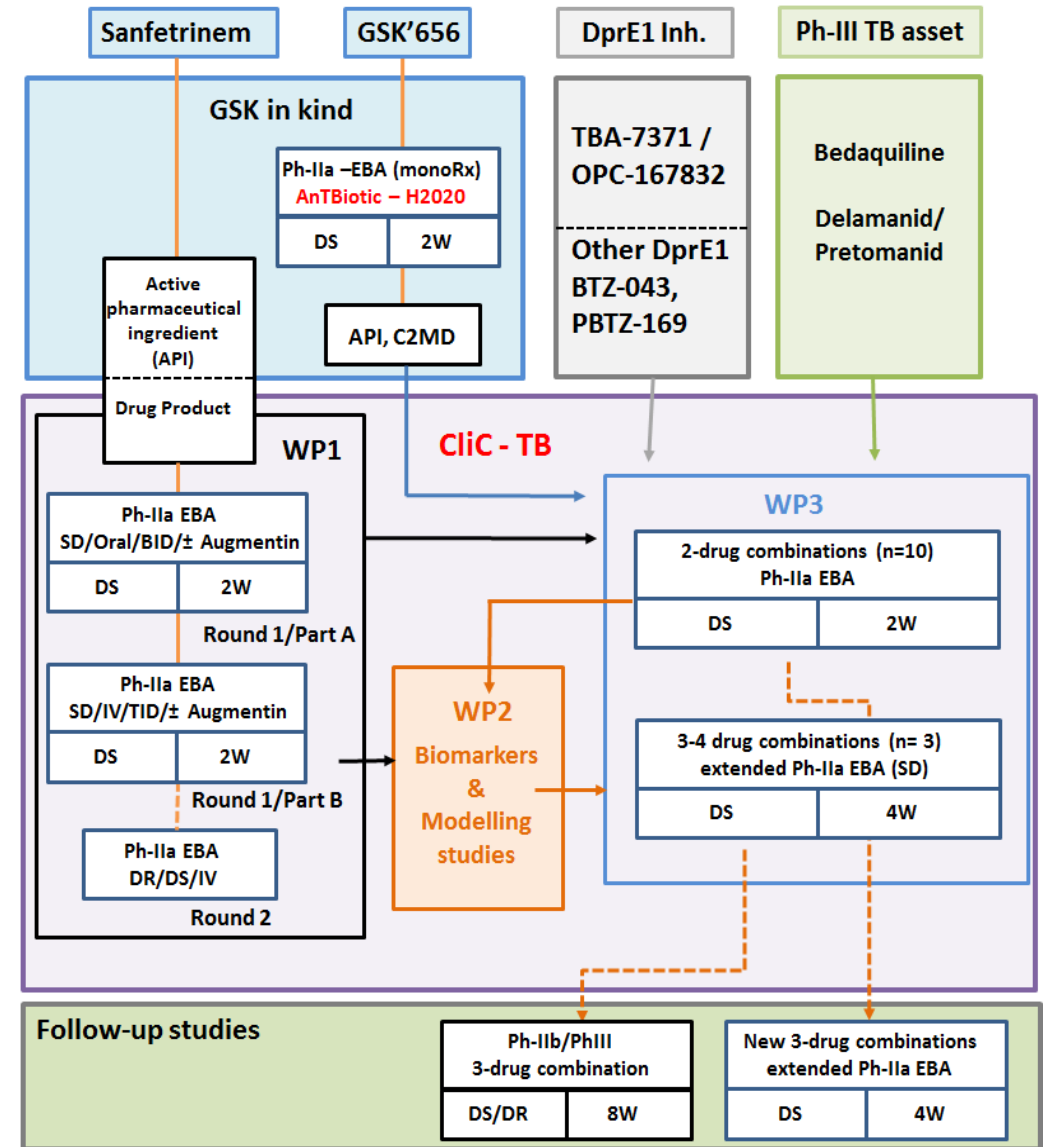 Sanfetrinem
GSK'656
DprE1 Inh.
Ph-III TB asset
GSK in kind
Ph-IIa –EBA (monoRx)
AnTBiotic – H2020
DS
2W
API, C2MD
Active
pharmaceutical
ingredient
(API)
Drug Product
TBA-7371 /
OPC-167832
Other DprE1
BTZ-043,
PBTZ-169
Bedaquiline
Delamanid/
Pretomanid
CliC - TB
WP1
Ph-IIa EBA
SD/Oral/BID/± Augmentin
DS
2W
Round 1/Part A
Ph-IIa EBA
SD/IV/TID/± Augmentin
DS
2W
Round 1/Part B
Ph-IIa EBA
DR/DS/IV
Round 2
WP2
Biomarkers
&
Modelling
studies
WP3
2-drug combinations (n=10)
Ph-IIa EBA
DS
2W
3-4 drug combinations (n= 3)
extended Ph-IIa EBA (SD)
DS
4W
Follow-up studies
Ph-IIb/PhIII
3-drug combination
DS/DR
8W
New 3-drug combinations
extended Ph-IIa EBA
DS
4W